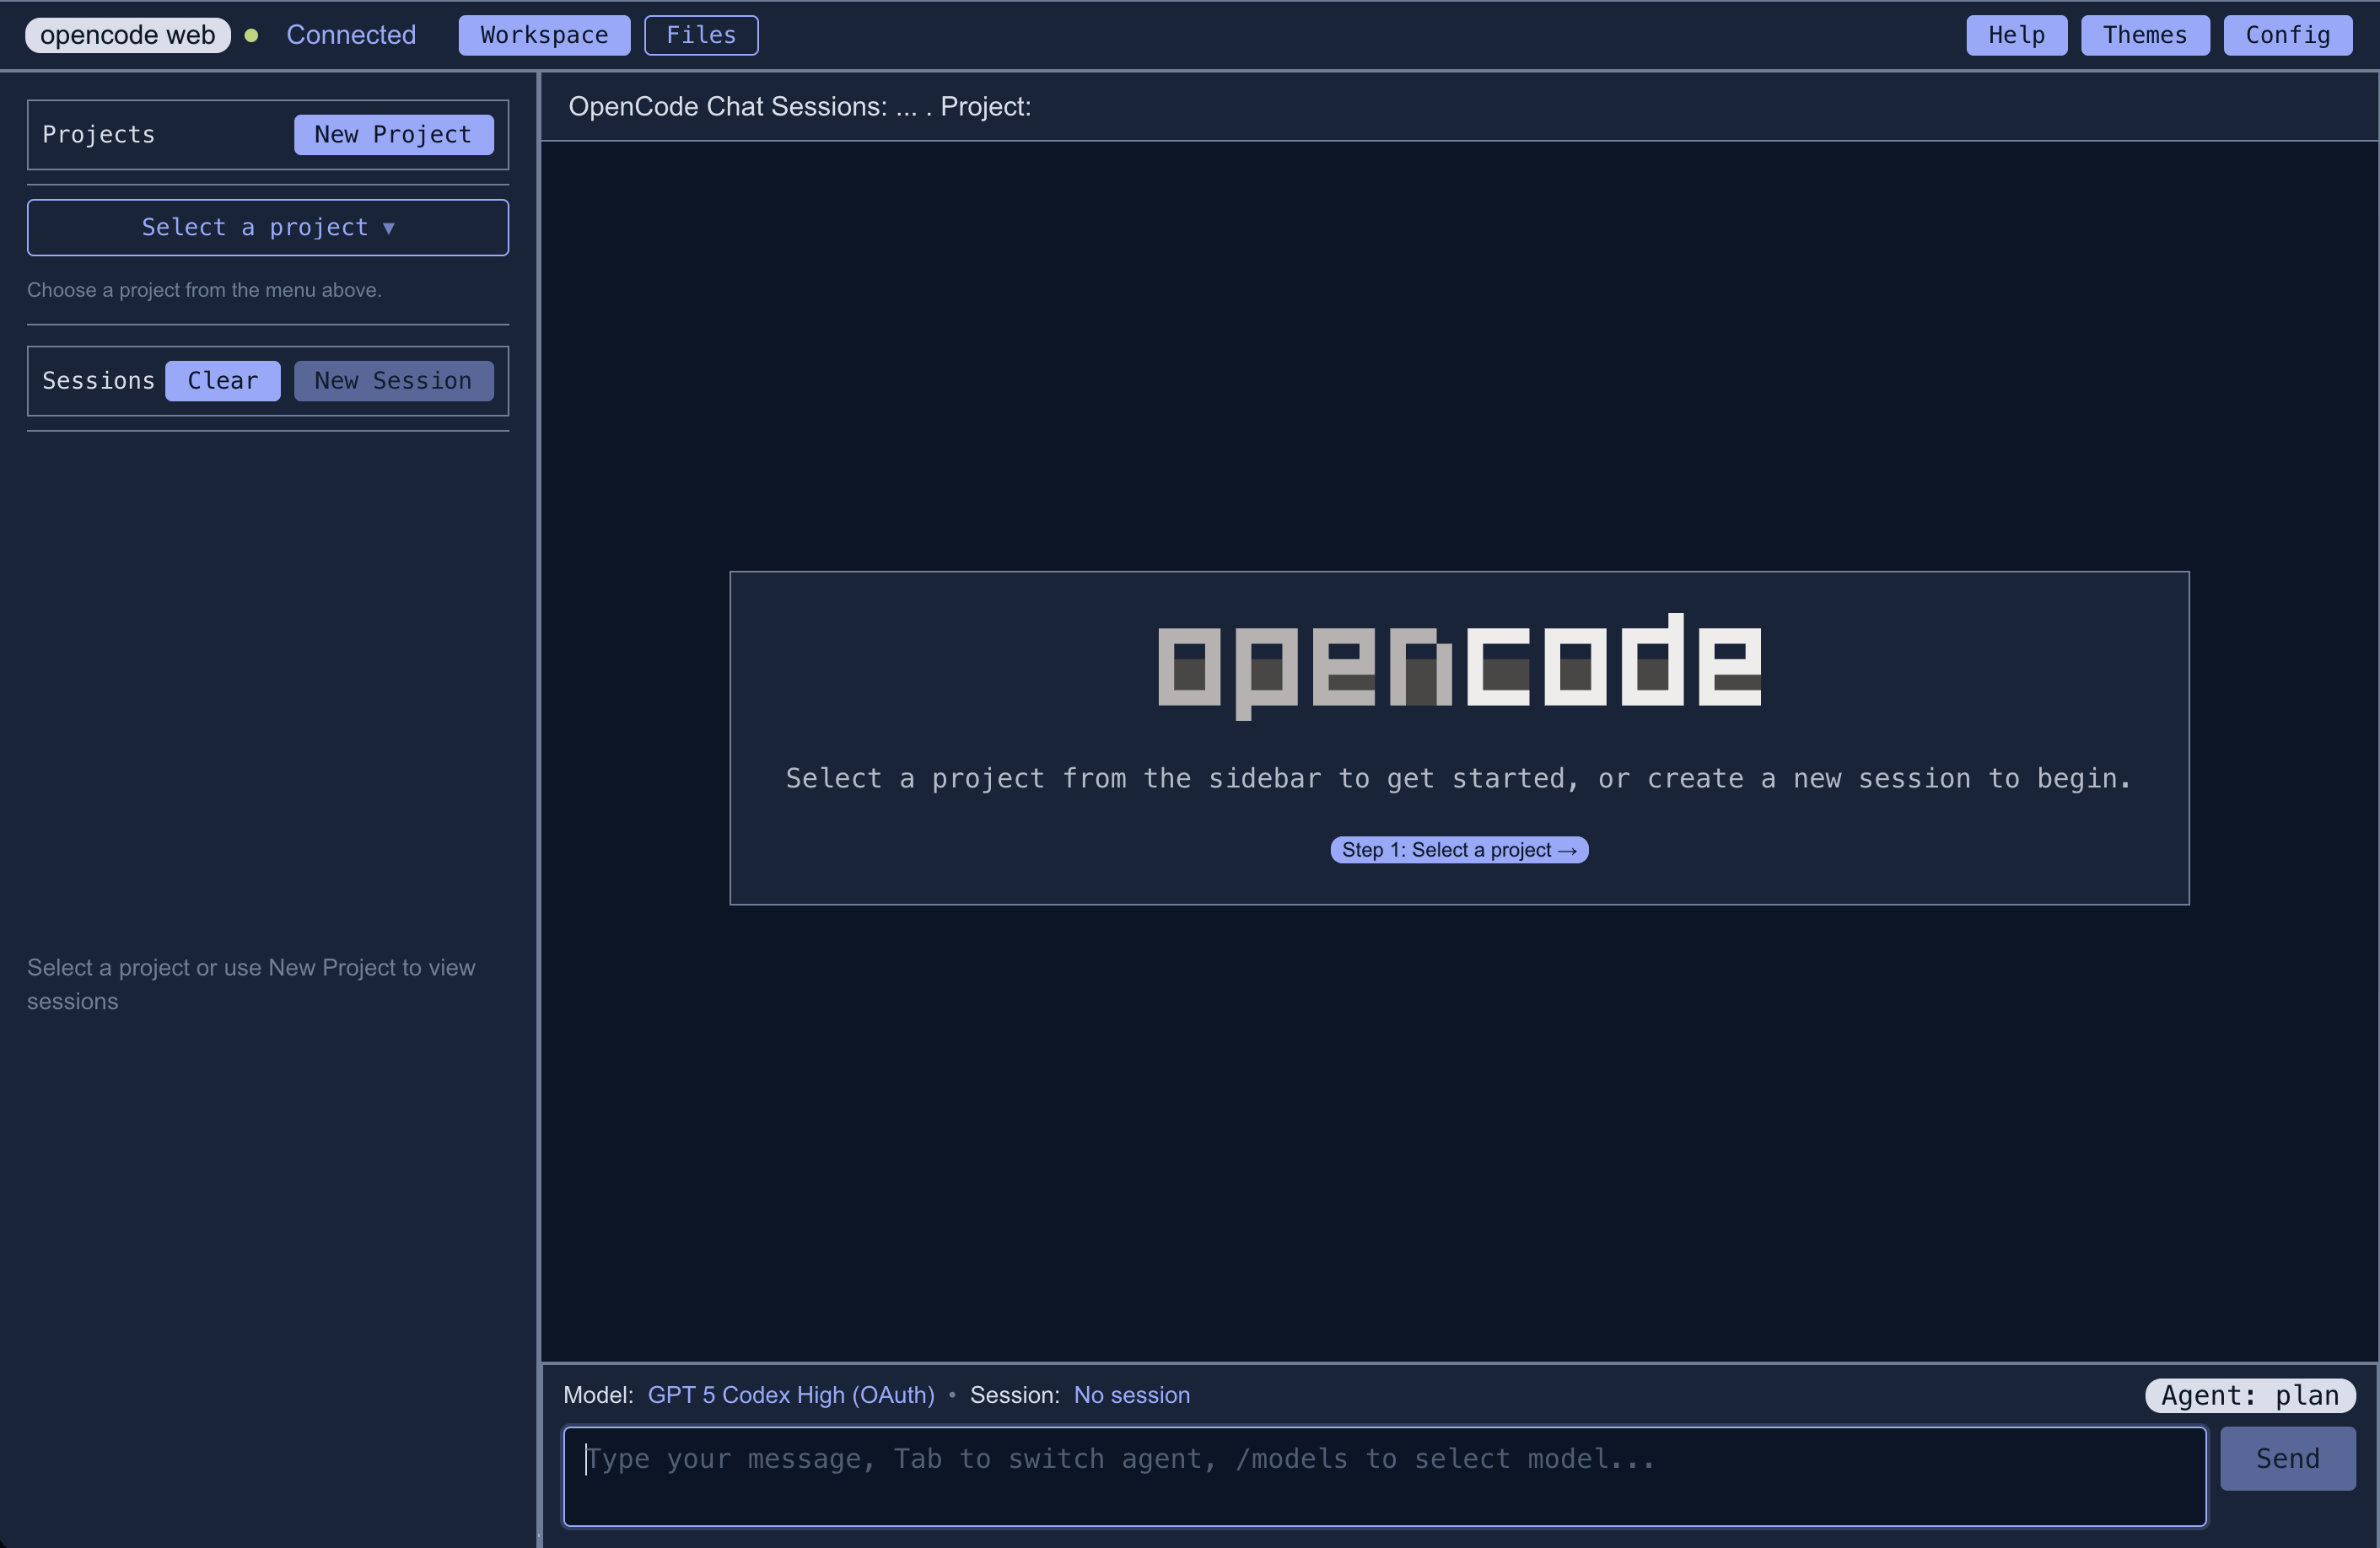 opencode web Connected Workspace Files Help Themes Config
Projects New Project
Select a project ▼
Choose a project from the menu above.
Sessions Clear New Session
Select a project or use New Project to view
sessions
OpenCode Chat Sessions: ... . Project:
opencode
Select a project from the sidebar to get started, or create a new session to begin.
Step 1: Select a project →
Model: GPT 5 Codex High (OAuth) • Session: No session Agent: plan
Type your message, Tab to switch agent, /models to select model...
Send